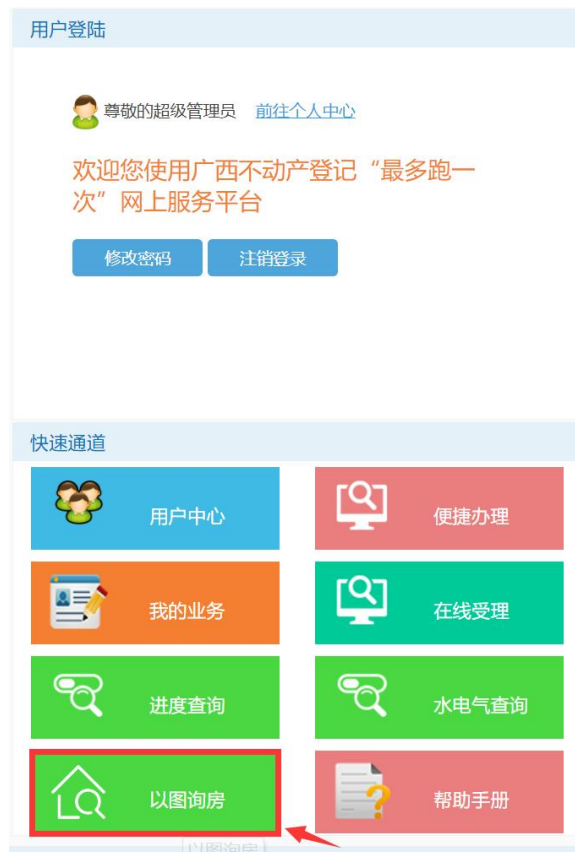 用户登陆
尊敬的超级管理员 前往个人中心
欢迎您使用广西不动产登记“最多跑一
次”网上服务平台
修改密码 注销登录
快速通道
用户中心 便捷办理
我的业务 在线受理
进度查询 水电气查询
以图询房 帮助手册
以图询房